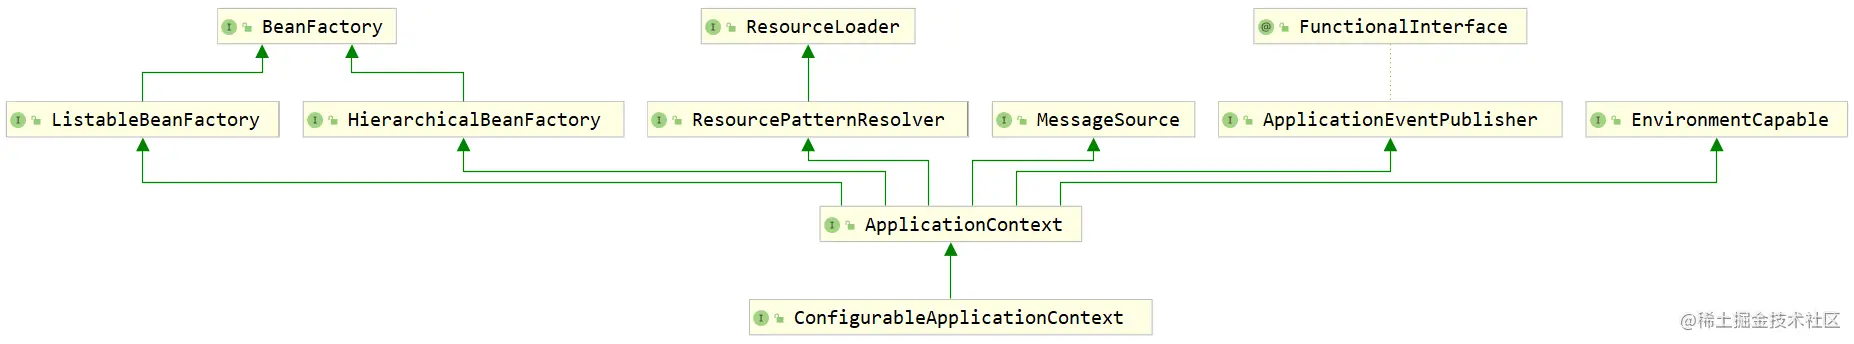 BeanFactory
ResourceLoader
FunctionalInterface
ListableBeanFactory
HierarchicalBeanFactory
ResourcePatternResolver
MessageSource
ApplicationEventPublisher
EnvironmentCapable
ApplicationContext
ConfigurableApplicationContext
@稀土掘金技术社区